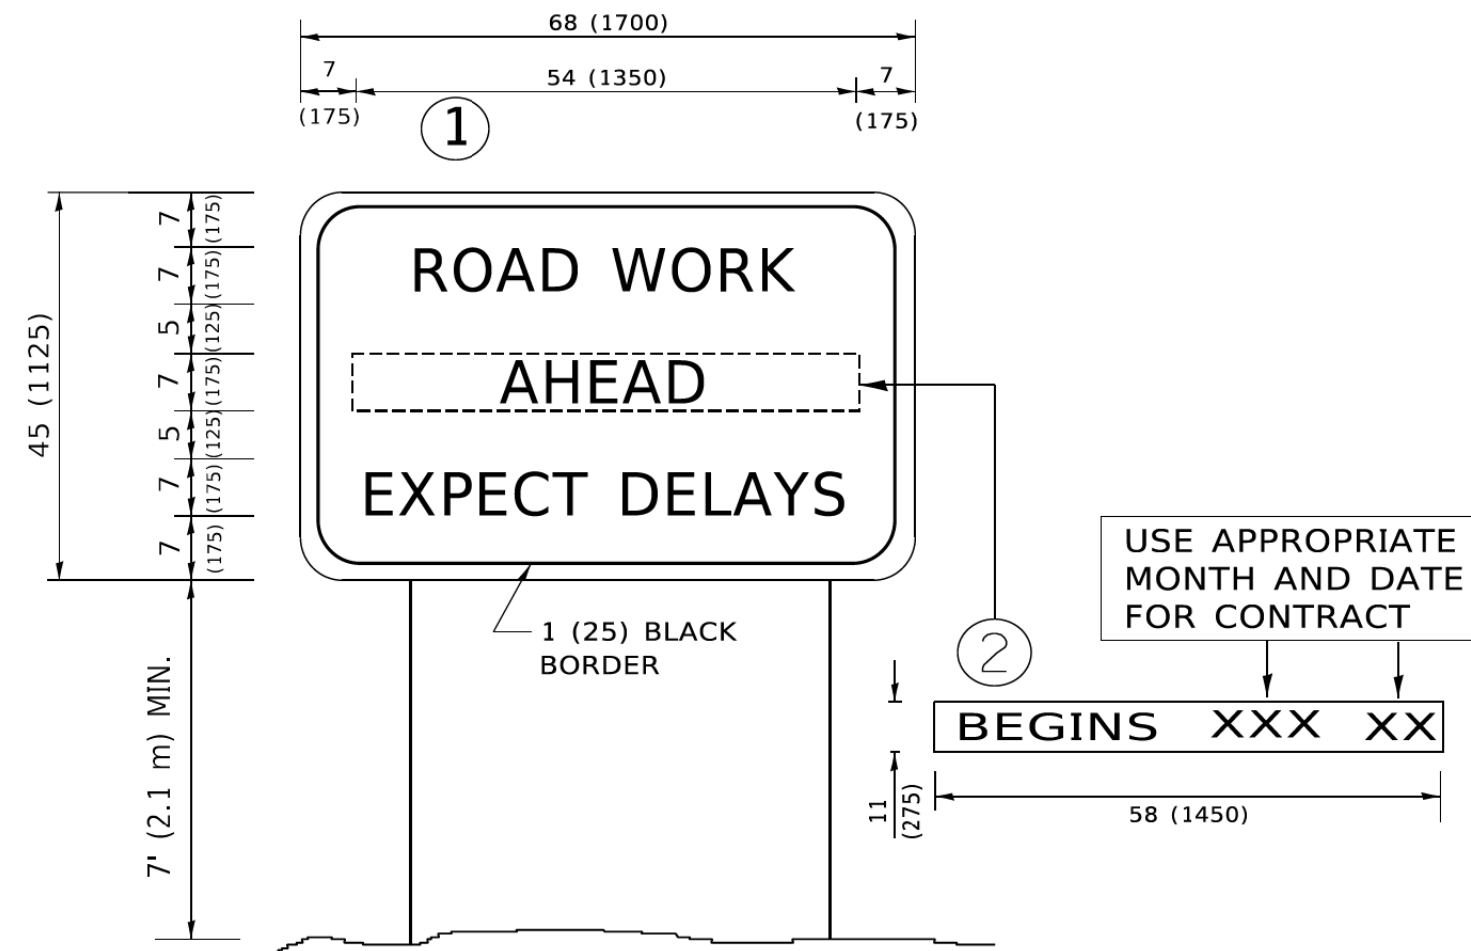 68 (1700)
7
54 (1350)
7
(175)
(175)
1
7
(175)
7
(175)
5
(125)
7
(175)
5
(125)
7
(175)
7
(175)
45 (1125)
ROAD WORK
AHEAD
EXPECT DELAYS
1 (25) BLACK
BORDER
7' (2.1 m) MIN.
2
USE APPROPRIATE
MONTH AND DATE
FOR CONTRACT
BEGINS XXX XX
11
(275)
58 (1450)